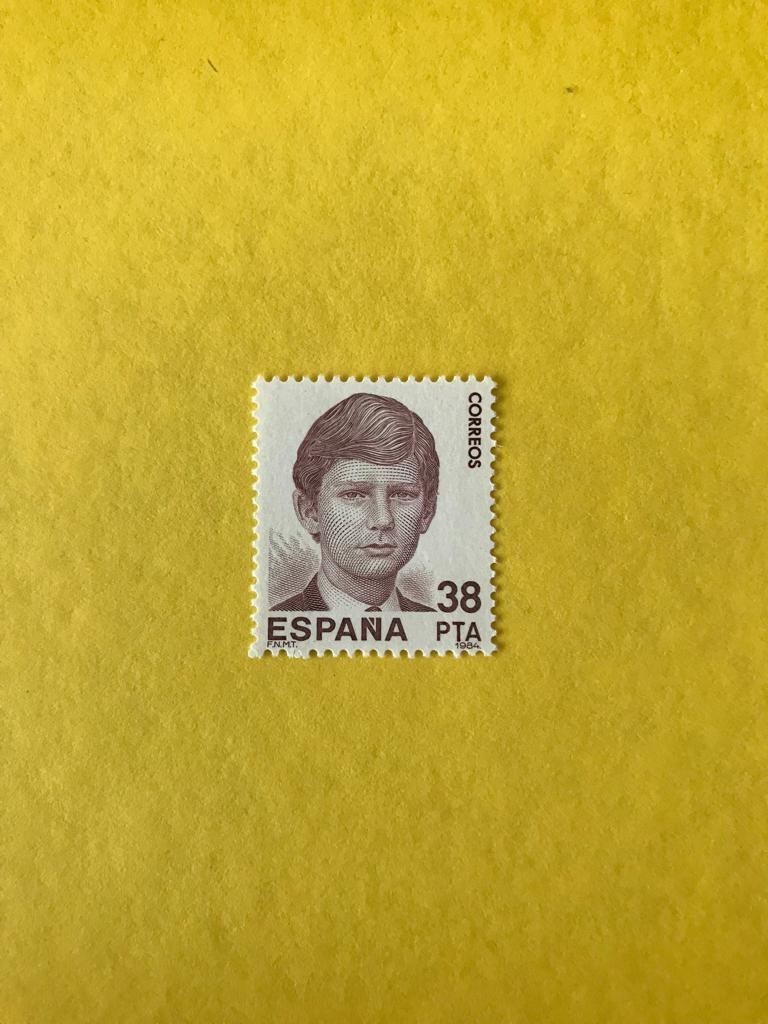 CORREOS
38
ESPAÑA PTA
F.N.M.T. 1984.